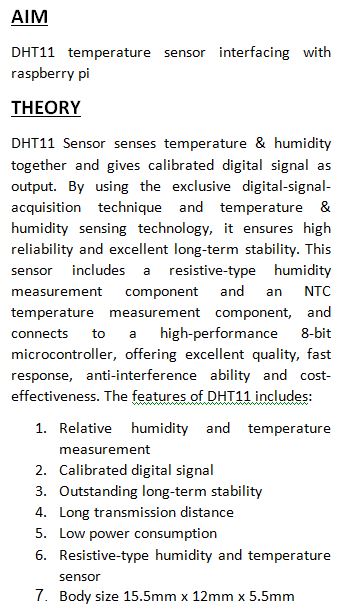 AIM
DHT11 temperature sensor interfacing with
raspberry pi
THEORY
DHT11 Sensor senses temperature & humidity
together and gives calibrated digital signal as
output. By using the exclusive digital-signal-
acquisition technique and temperature &
humidity sensing technology, it ensures high
reliability and excellent long-term stability. This
sensor includes a resistive-type humidity
measurement component and an NTC
temperature measurement component, and
connects to a high-performance 8-bit
microcontroller, offering excellent quality, fast
response, anti-interference ability and cost-
effectiveness. The features of DHT11 includes:
1. Relative humidity and temperature
measurement
2. Calibrated digital signal
3. Outstanding long-term stability
4. Long transmission distance
5. Low power consumption
6. Resistive-type humidity and temperature
sensor
7. Body size 15.5mm x 12mm x 5.5mm